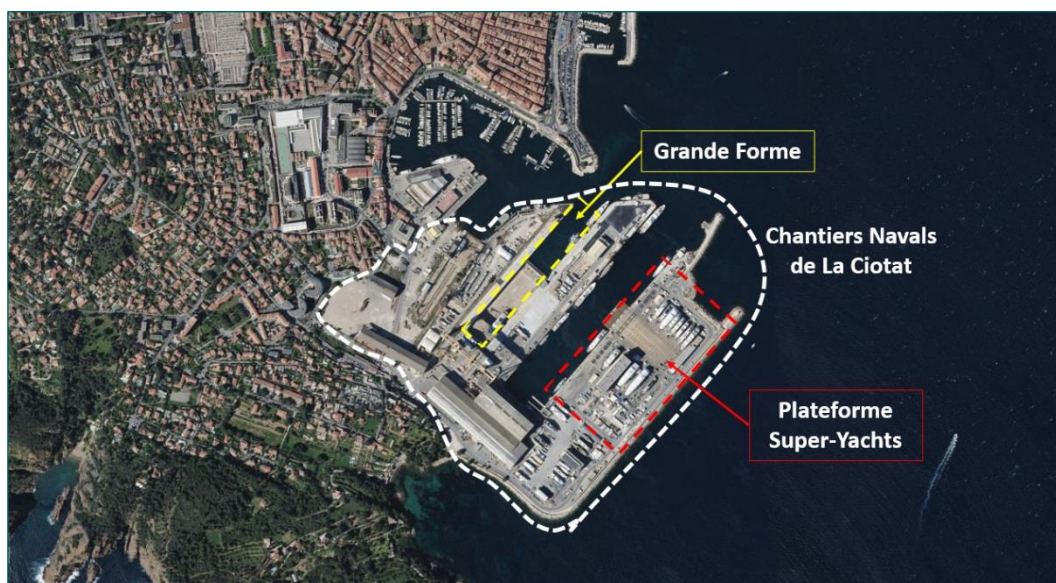 Grande Forme
Chantiers Navals
de La Ciotat
Plateforme
Super-Yachts